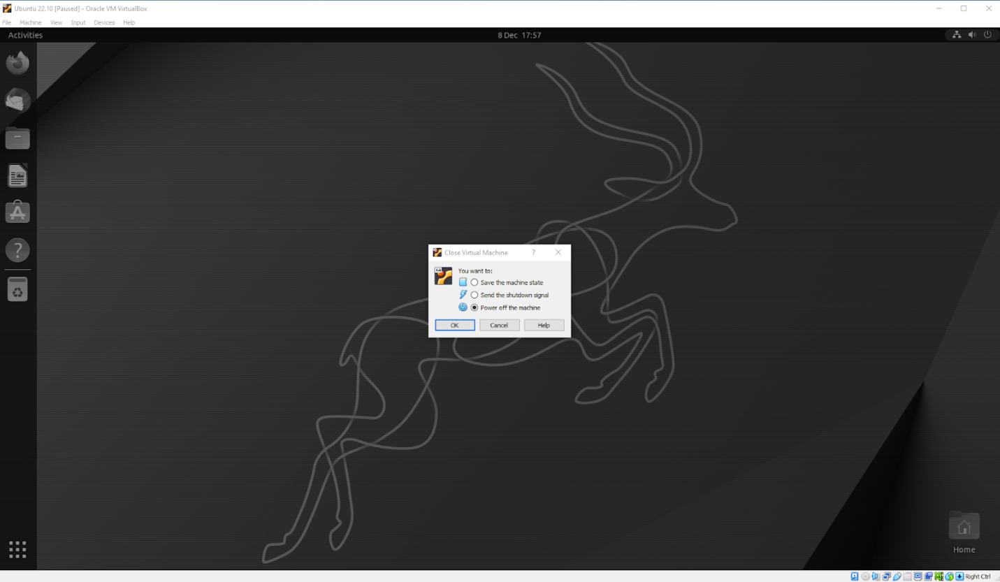 Ubuntu 22.10 [Paused] - Oracle VM VirtualBox
File Machine View Input Devices Help
Activities 8 Dec 17:57
Close Virtual Machine ?
64 You want to:
Save the machine state
Send the shutdown signal
Power off the machine
OK Cancel Help
?
Home
Right Ctrl